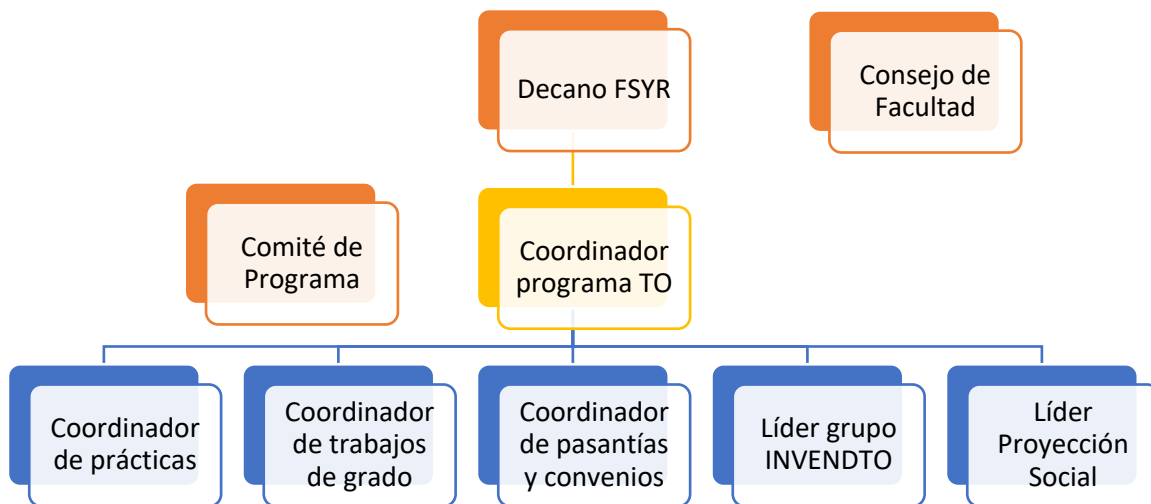 Decano FSYR
Consejo de
Facultad
Comité de
Programa
Coordinador
programa TO
Coordinador
de prácticas
Coordinador
de trabajos
de grado
Coordinador
de pasantías
y convenios
Líder grupo
INVENDTO
Líder
Proyección
Social